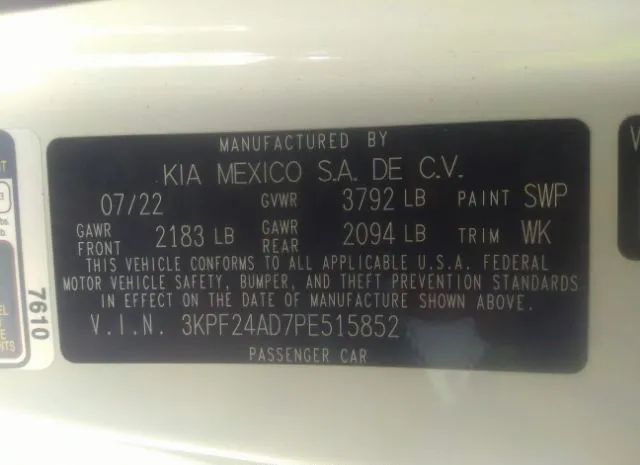 MANUFACTURED BY
KIA MEXICO S.A. DE C.V.
07/22 GVWR 3792 LB PAINT SWP
GAWR FRONT 2183 LB GAWR REAR 2094 LB TRIM WK
THIS VEHICLE CONFORMS TO ALL APPLICABLE U.S.A. FEDERAL
MOTOR VEHICLE SAFETY, BUMPER, AND THEFT PREVENTION STANDARDS
IN EFFECT ON THE DATE OF MANUFACTURE SHOWN ABOVE.
V.I.N. 3KPF24AD7PE515852
PASSENGER CAR
7610